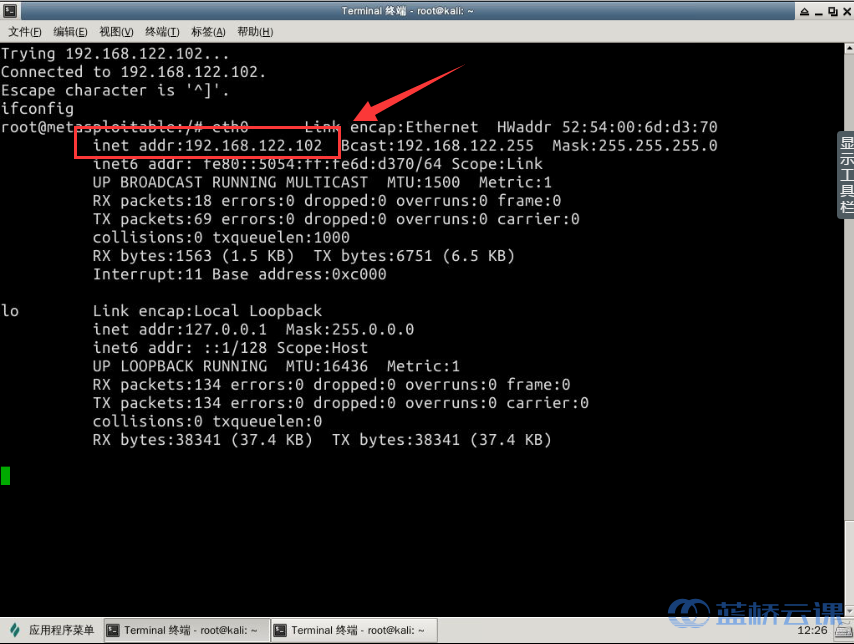 Terminal 终端 - root@kali: ~
文件(F) 编辑(E) 视图(V) 终端(T) 标签(A) 帮助(H)
Trying 192.168.122.102...
Connected to 192.168.122.102.
Escape character is '^]'.
ifconfig
root@metasploitable:/# eth0      Link encap:Ethernet  HWaddr 52:54:00:6d:d3:70
inet addr:192.168.122.102  Bcast:192.168.122.255  Mask:255.255.255.0
inet6 addr: fe80::5054:ff:fe6d:d370/64 Scope:Link
UP BROADCAST RUNNING MULTICAST  MTU:1500  Metric:1
RX packets:18 errors:0 dropped:0 overruns:0 frame:0
TX packets:69 errors:0 dropped:0 overruns:0 carrier:0
collisions:0 txqueuelen:1000
RX bytes:1563 (1.5 KB)  TX bytes:6751 (6.5 KB)
Interrupt:11 Base address:0xc000
lo        Link encap:Local Loopback
inet addr:127.0.0.1  Mask:255.0.0.0
inet6 addr: ::1/128 Scope:Host
UP LOOPBACK RUNNING  MTU:16436  Metric:1
RX packets:134 errors:0 dropped:0 overruns:0 frame:0
TX packets:134 errors:0 dropped:0 overruns:0 carrier:0
collisions:0 txqueuelen:0
RX bytes:38341 (37.4 KB)  TX bytes:38341 (37.4 KB)
显示工具栏
蓝桥云课
应用程序菜单 Terminal 终端 - root@kali: ~ Terminal 终端 - root@kali: ~ 12:26